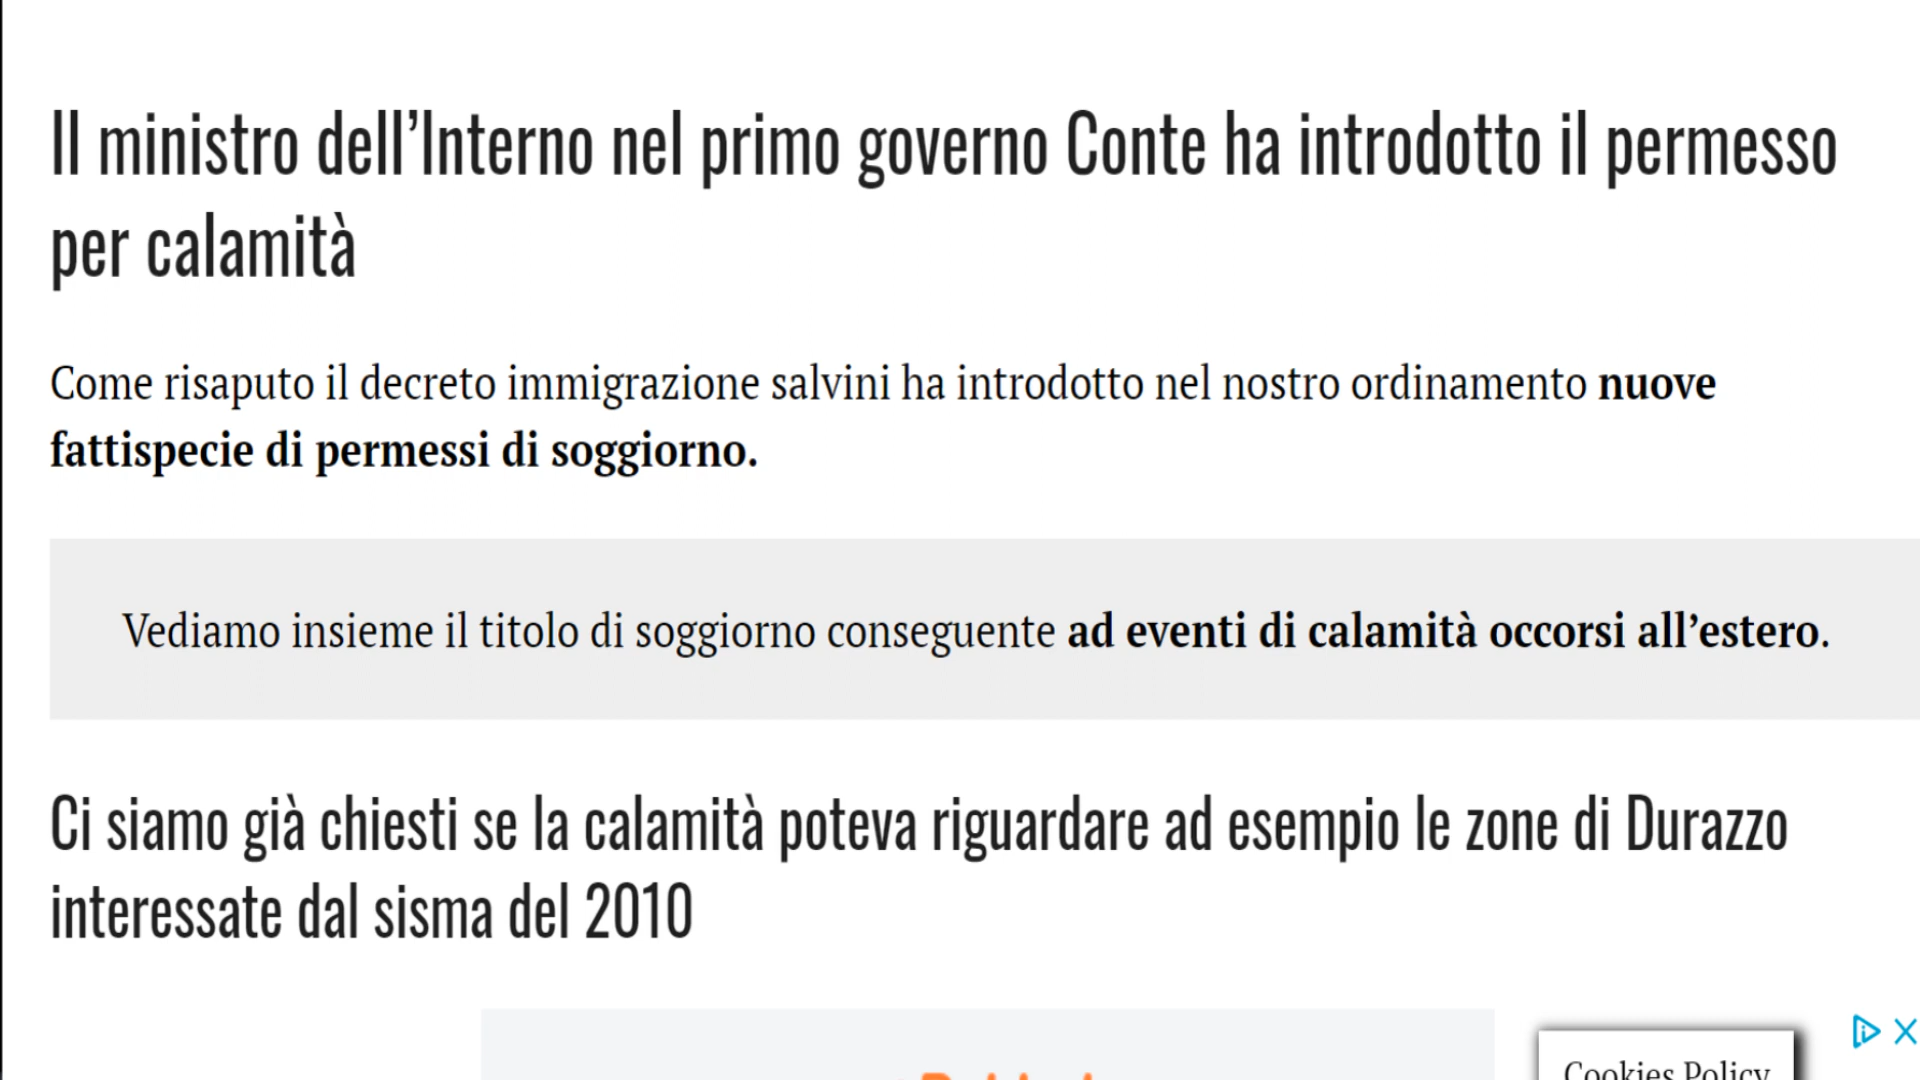 Il ministro dell’Interno nel primo governo Conte ha introdotto il permesso
per calamità
Come risaputo il decreto immigrazione salvini ha introdotto nel nostro ordinamento nuove
fattispecie di permessi di soggiorno.
Vediamo insieme il titolo di soggiorno conseguente ad eventi di calamità occorsi all’estero.
Ci siamo già chiesti se la calamità poteva riguardare ad esempio le zone di Durazzo
interessate dal sisma del 2010
Cookies Policy